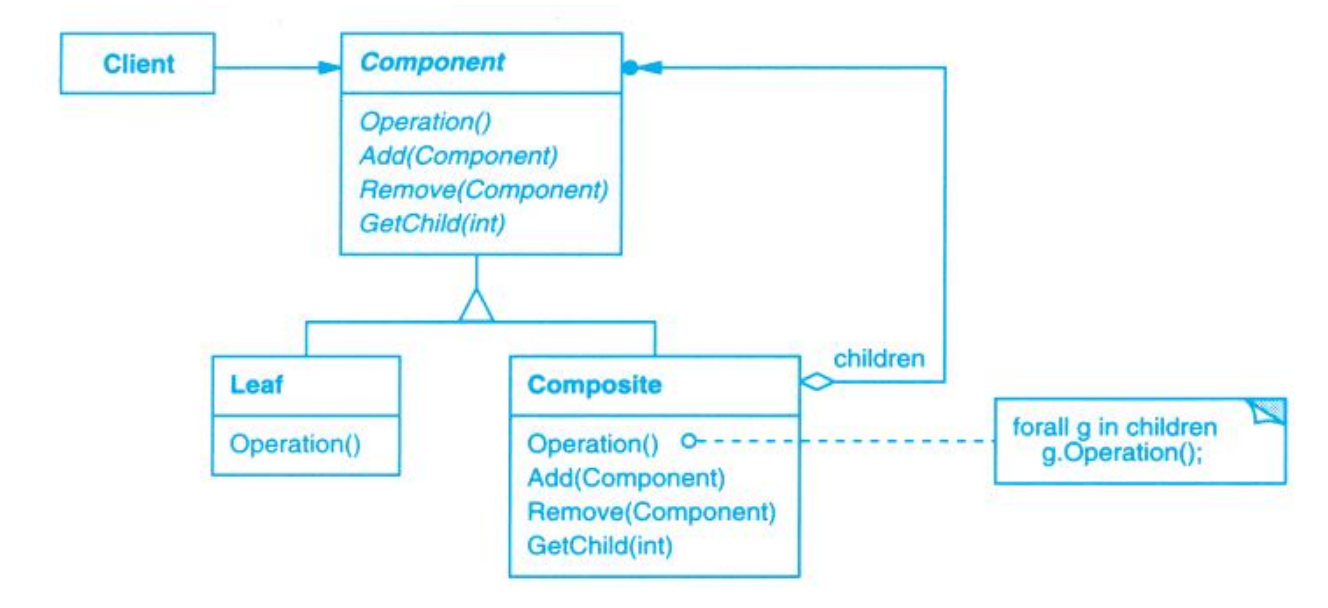 Client
Component
Operation()
Add(Component)
Remove(Component)
GetChild(int)
Leaf
Operation()
Composite
Operation()
Add(Component)
Remove(Component)
GetChild(int)
children
forall g in children
g.Operation();